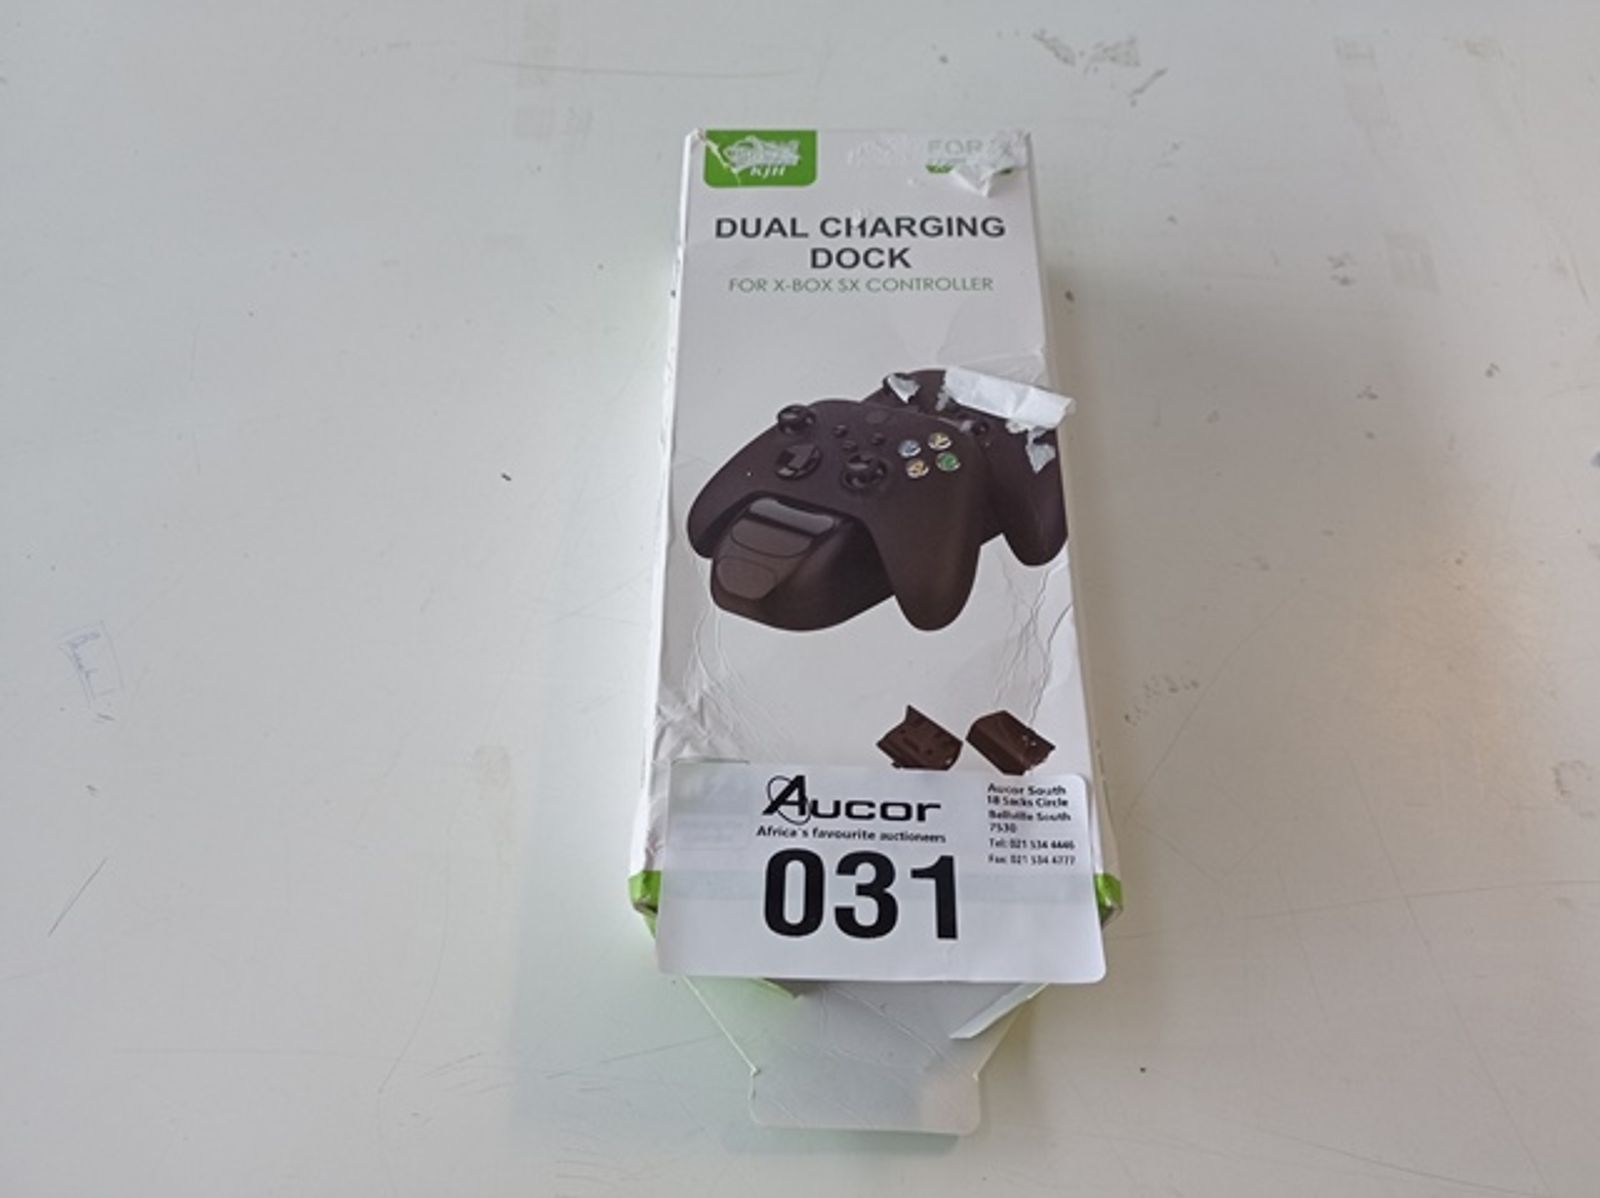 KJH
FOR
DUAL CHARGING
DOCK
FOR X-BOX SX CONTROLLER
Aucor
Africa's favourite auctioneers
031
Aucor South
18 Sacks Circle
Bellville South
7530
Tel: 021 534 4446
Fax: 021 534 4777